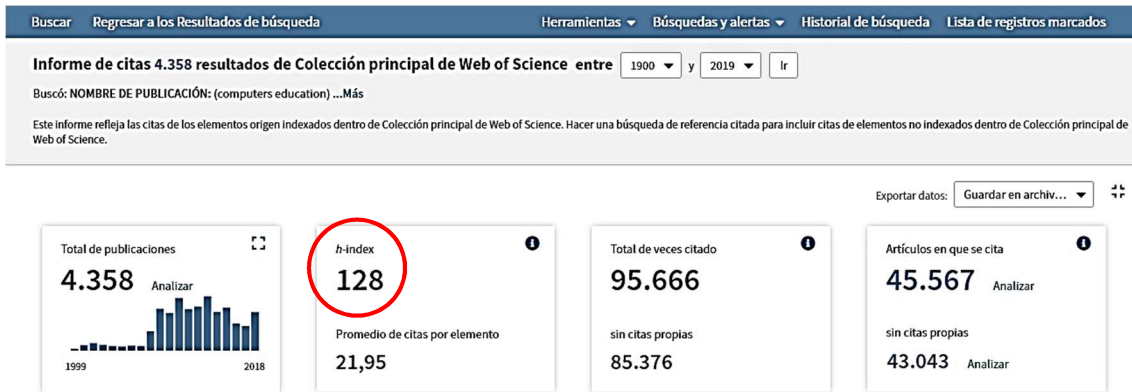 Buscar Regresar a los Resultados de búsqueda Herramientas Búsquedas y alertas Historial de búsqueda Lista de registros marcados
Informe de citas 4.358 resultados de Colección principal de Web of Science entre 1900 y 2019 Ir
Buscó: NOMBRE DE PUBLICACIÓN: (computers education) ...Más
Este informe refleja las citas de los elementos origen indexados dentro de Colección principal de Web of Science. Hacer una búsqueda de referencia citada para incluir citas de elementos no indexados dentro de Colección principal de
Web of Science.
Exportar datos: Guardar en archiv...
Total de publicaciones
4.358 Analizar
1999 2018
h-index
128
Promedio de citas por elemento
21,95
Total de veces citado
95.666
sin citas propias
85.376
Artículos en que se cita
45.567 Analizar
sin citas propias
43.043 Analizar